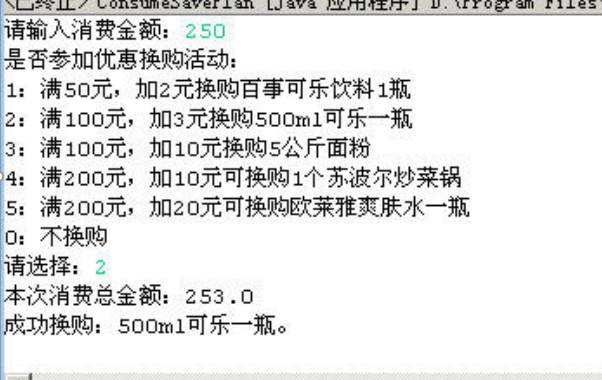 <已终止> ConsumeSaverPlan [Java 应用程序] D:\Program Files
请输入消费金额：250
是否参加优惠换购活动：
1：满50元，加2元换购百事可乐饮料1瓶
2：满100元，加3元换购500ml可乐一瓶
3：满100元，加10元换购5公斤面粉
4：满200元，加10元可换购1个苏波尔炒菜锅
5：满200元，加20元可换购欧莱雅爽肤水一瓶
0：不换购
请选择：2
本次消费总金额：253.0
成功换购：500ml可乐一瓶。